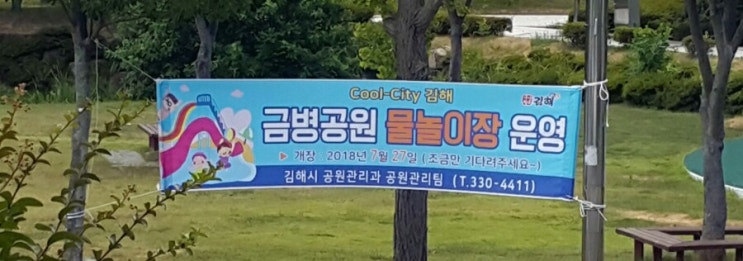 Cool-City 김해
김해
금병공원 물놀이장 운영
▶ 개장 : 2018년 7월 27일 ( 조금만 기다려주세요~)
김해시 공원관리과 공원관리팀 (T.330-4411)